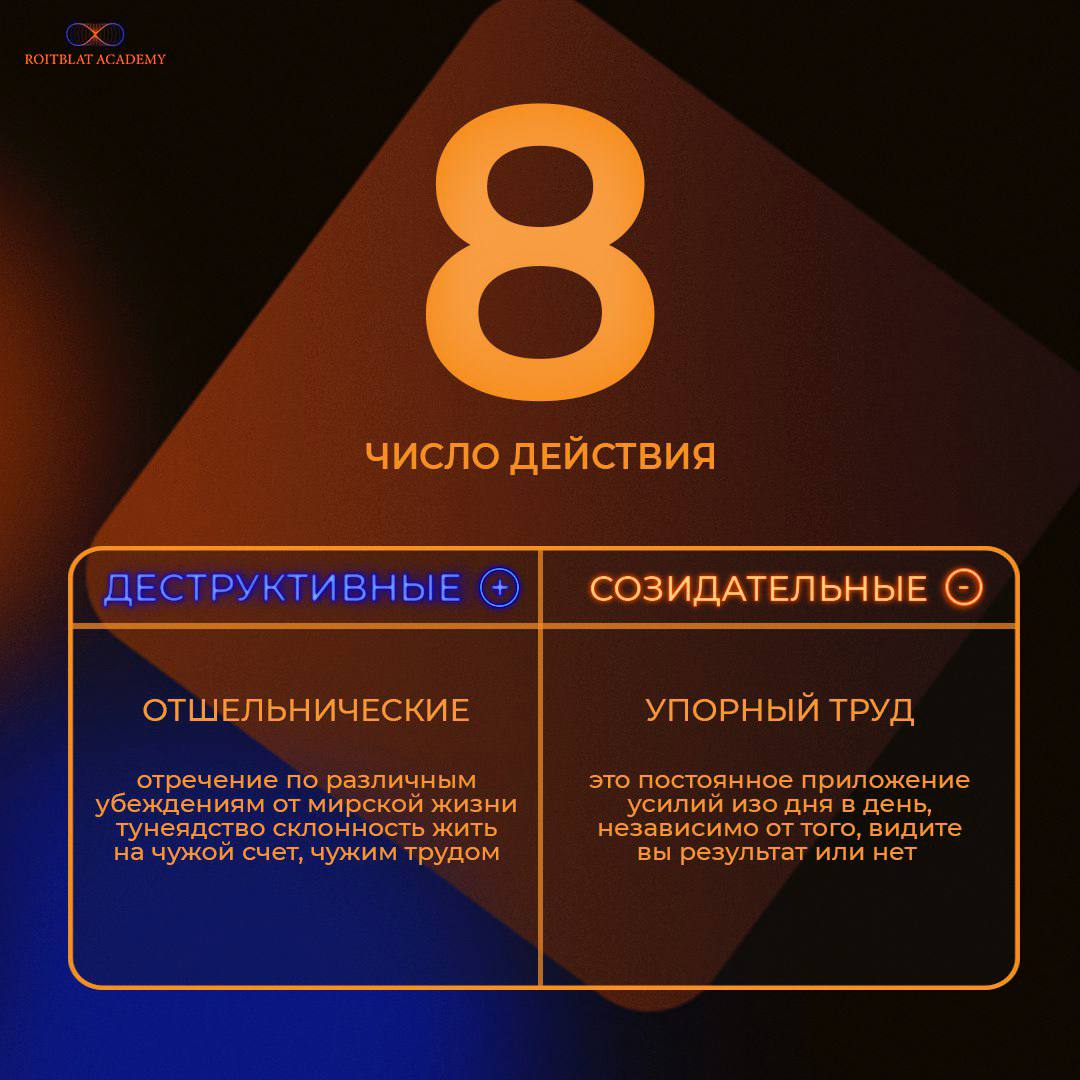 ROITBLAT ACADEMY
8
ЧИСЛО ДЕЙСТВИЯ
ДЕСТРУКТИВНЫЕ +
СОЗИДАТЕЛЬНЫЕ -
ОТШЕЛЬНИЧЕСКИЕ
отречение по различным
убеждениям от мирской жизни
тунеядство склонность жить
на чужой счет, чужим трудом
УПОРНЫЙ ТРУД
это постоянное приложение
усилий изо дня в день,
независимо от того, видите
вы результат или нет